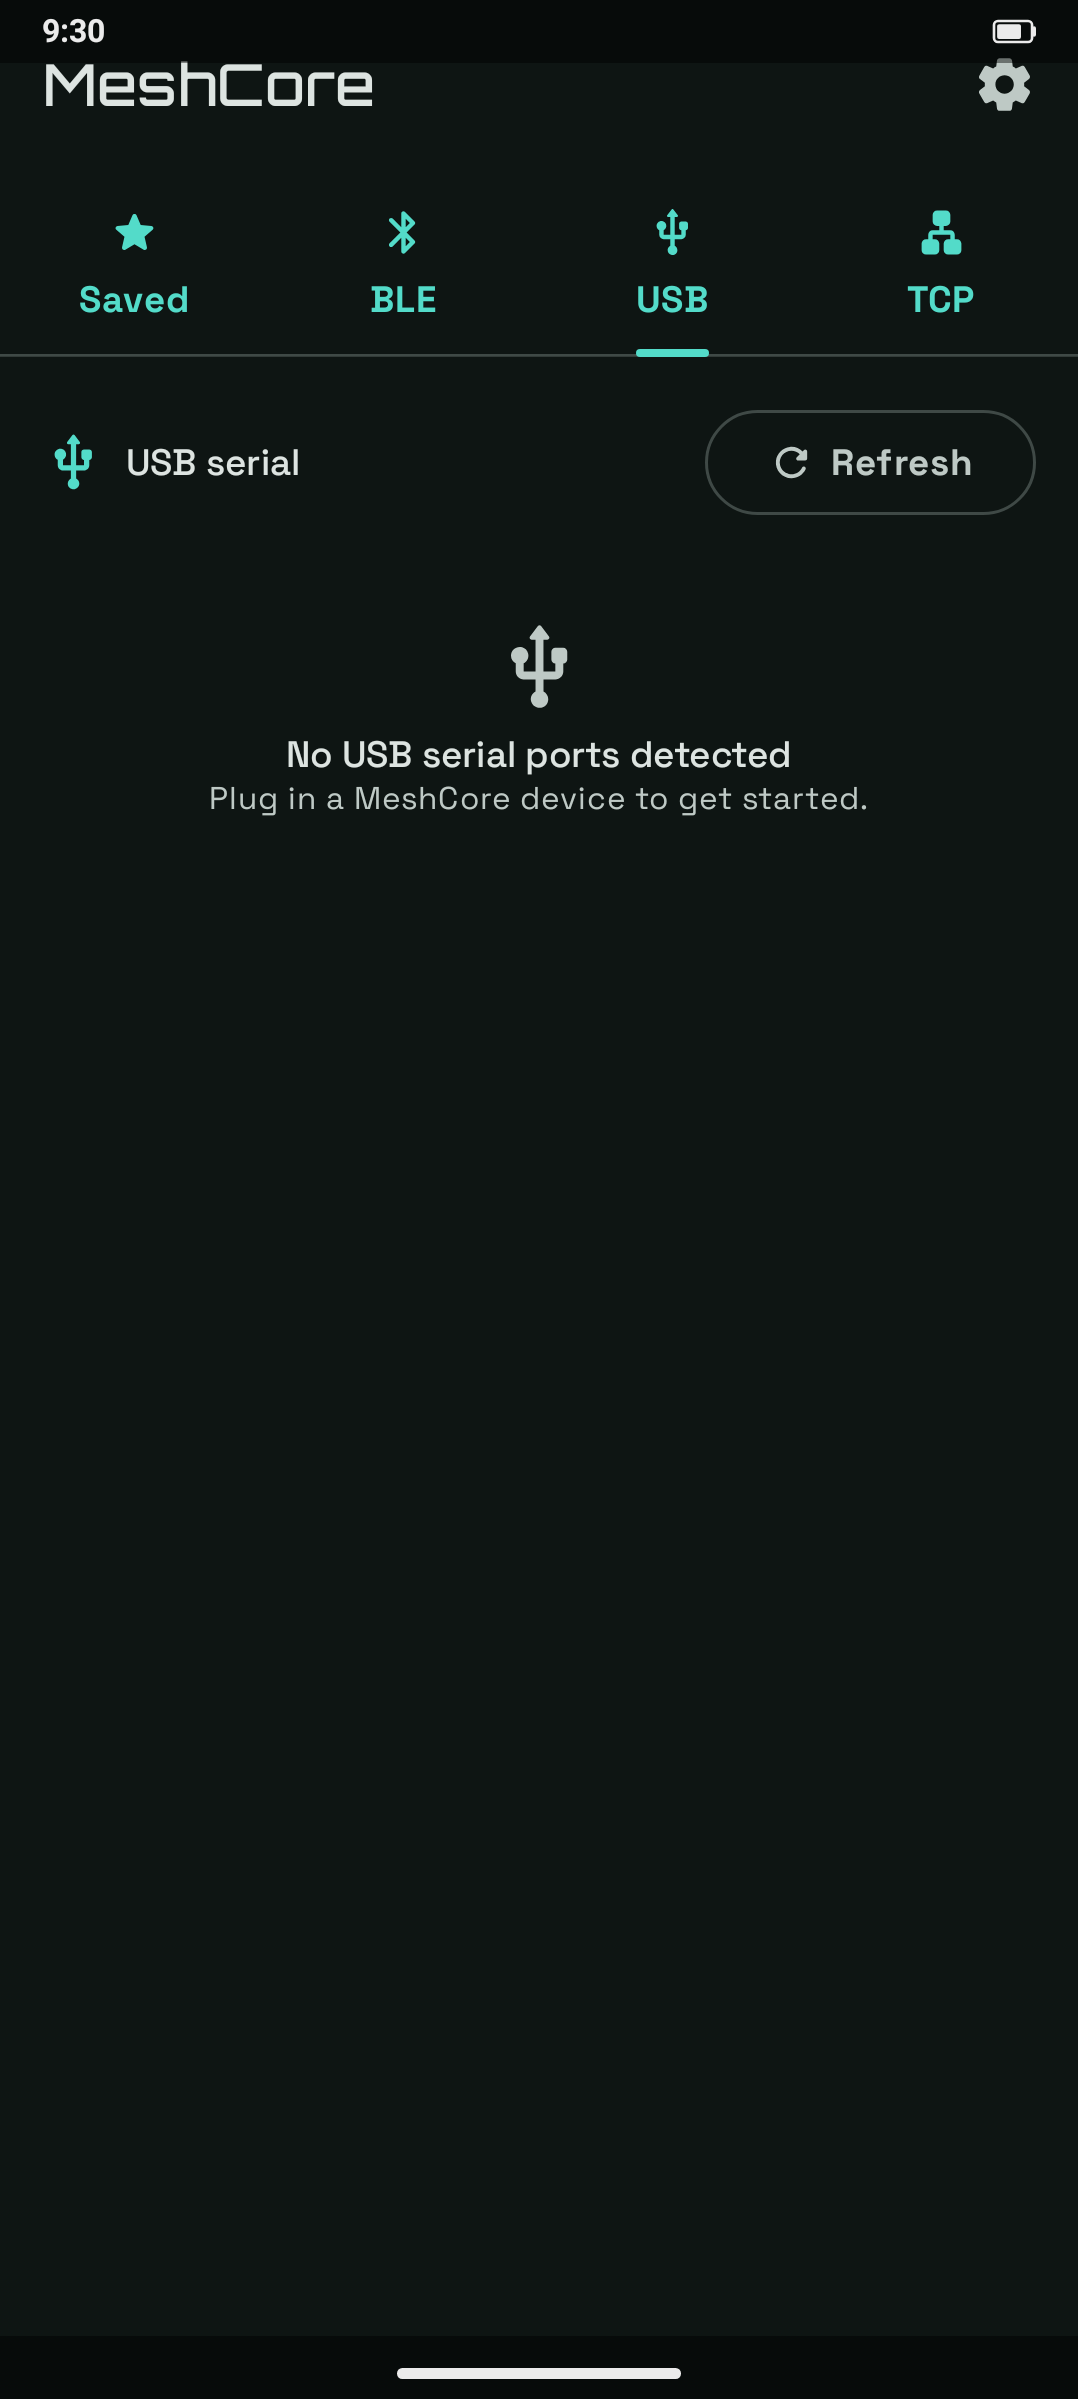 9:30
MeshCore
Saved
BLE
USB
TCP
USB serial
Refresh
No USB serial ports detected
Plug in a MeshCore device to get started.